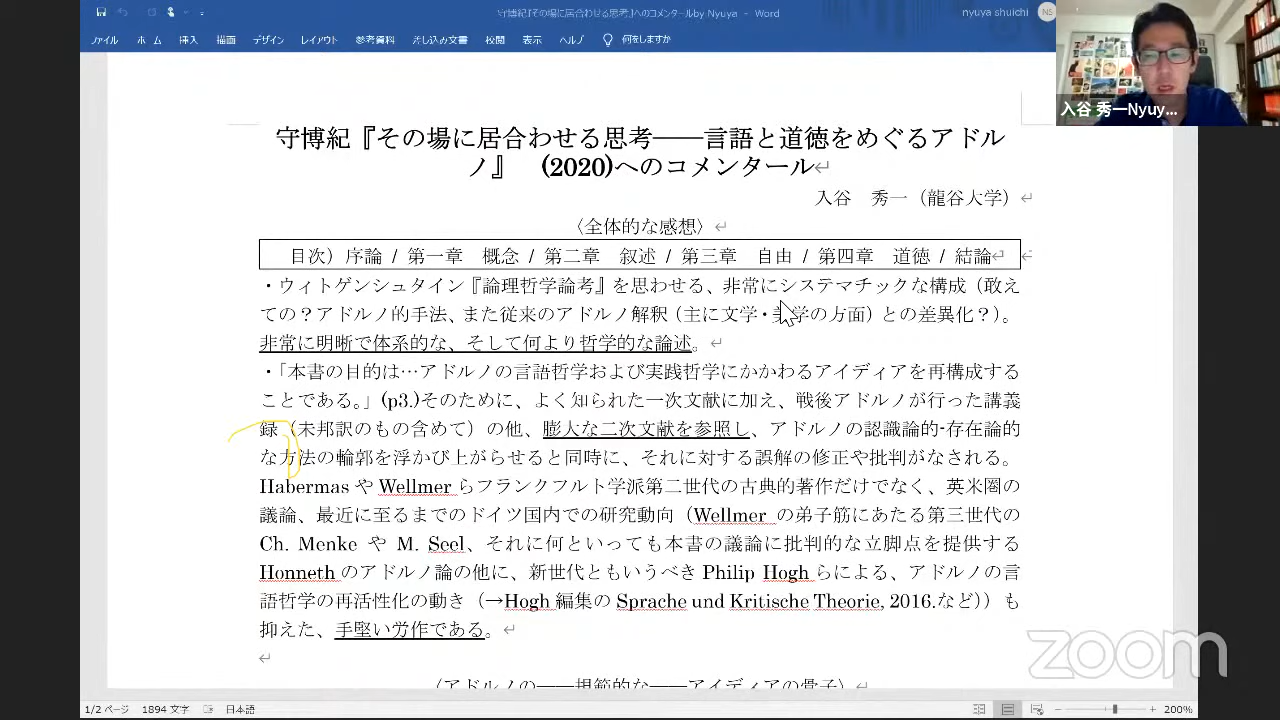 守博紀『その場に居合わせる思考』へのコメンタールby Nyuya - Word
nyuya shuichi
NS
ファイル ホーム 挿入 描画 デザイン レイアウト 参考資料 差し込み文書 校閲 表示 ヘルプ 何をしますか
入谷 秀一Nyuy...
守博紀『その場に居合わせる思考――言語と道徳をめぐるアドル
ノ』 (2020)へのコメンタール
入谷 秀一（龍谷大学）
〈全体的な感想〉
目次）序論 / 第一章 概念 / 第二章 叙述 / 第三章 自由 / 第四章 道徳 / 結論
・ウィトゲンシュタイン『論理哲学論考』を思わせる、非常にシステマチックな構成（敢え
ての？アドルノ的手法、また従来のアドルノ解釈（主に文学・美学の方面）との差異化？）。
非常に明晰で体系的な、そして何より哲学的な論述。
・「本書の目的は…アドルノの言語哲学および実践哲学にかかわるアイディアを再構成する
ことである。」(p3.)そのために、よく知られた一次文献に加え、戦後アドルノが行った講義
録（未邦訳のもの含めて）の他、膨大な二次文献を参照し、アドルノの認識論的-存在論的
な方法の輪郭を浮かび上がらせると同時に、それに対する誤解の修正や批判がなされる。
Habermas や Wellmer らフランクフルト学派第二世代の古典的著作だけでなく、英米圏の
議論、最近に至るまでのドイツ国内での研究動向（Wellmer の弟子筋にあたる第三世代の
Ch. Menke や M. Seel、それに何といっても本書の議論に批判的な立脚点を提供する
Honneth のアドルノ論の他に、新世代ともいうべき Philip Hogh らによる、アドルノの言
語哲学の再活性化の動き（→Hogh 編集の Sprache und Kritische Theorie, 2016.など））も
抑えた、手堅い労作である。
〈アドルノの――規範的な――アイディアの骨子〉
zoom
1/2 ページ 1894 文字 日本語 200%